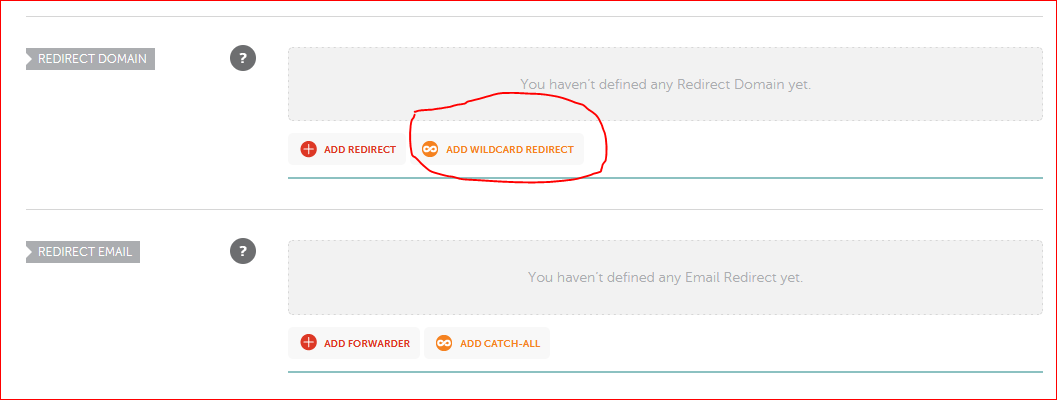 REDIRECT DOMAIN
?
You haven't defined any Redirect Domain yet.
ADD REDIRECT
ADD WILDCARD REDIRECT
REDIRECT EMAIL
?
You haven't defined any Email Redirect yet.
ADD FORWARDER
ADD CATCH-ALL